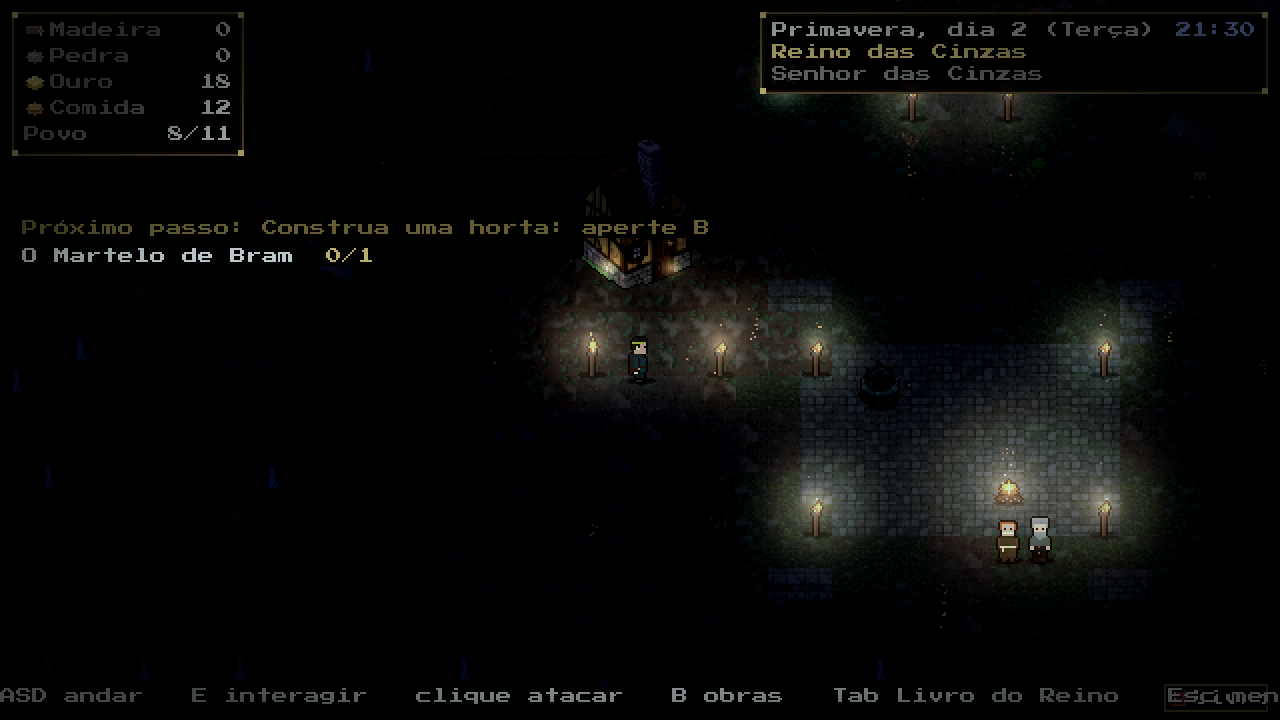 Madeira 0
Pedra 0
Ouro 18
Comida 12
Povo 8/11
Primavera, dia 2 (Terça) 21:30
Reino das Cinzas
Senhor das Cinzas
Próximo passo: Construa uma horta: aperte B
O Martelo de Bram 0/1
ASD andar E interagir clique atacar B obras Tab Livro do Reino